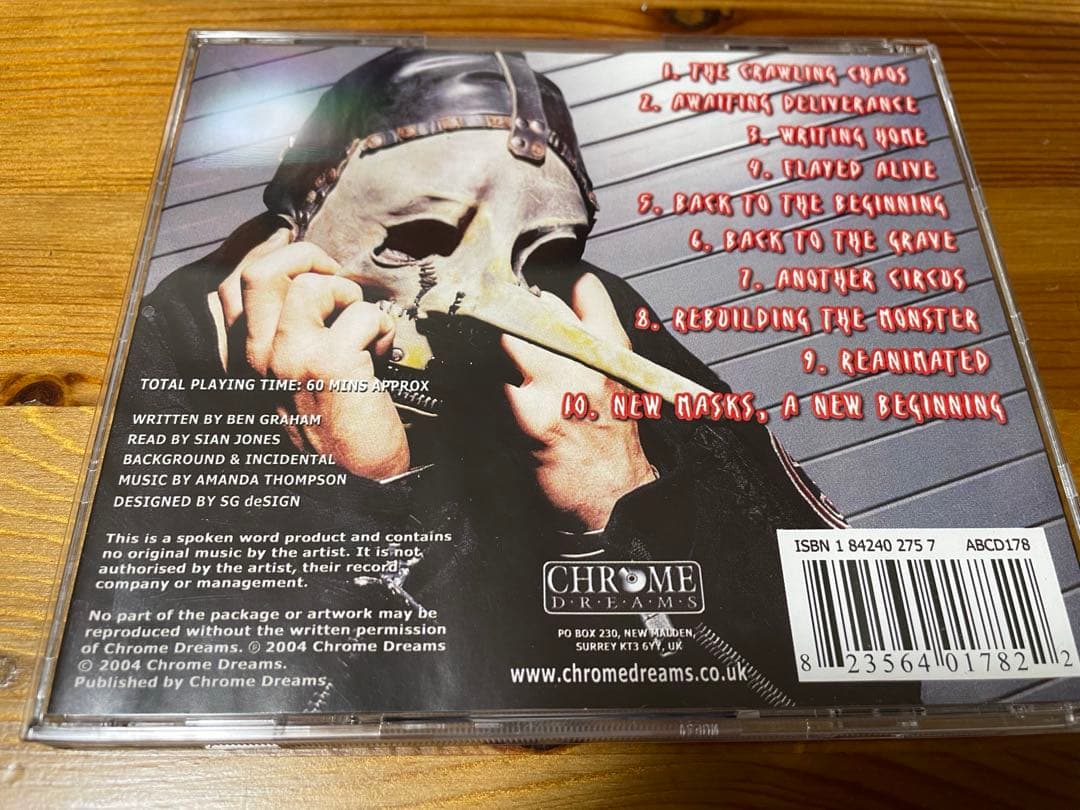 1. THE CRAWLING CHAOS
2. AWAITING DELIVERANCE
3. WRITING HOME
4. FLAYED ALIVE
5. BACK TO THE BEGINNING
6. BACK TO THE GRAVE
7. ANOTHER CIRCUS
8. REBUILDING THE MONSTER
9. REANIMATED
10. NEW MASKS, A NEW BEGINNING
TOTAL PLAYING TIME: 60 MINS APPROX
WRITTEN BY BEN GRAHAM
READ BY SIAN JONES
BACKGROUND & INCIDENTAL
MUSIC BY AMANDA THOMPSON
DESIGNED BY SG deSIGN
This is a spoken word product and contains
no original music by the artist. It is not
authorised by the artist, their record
company or management.
No part of the package or artwork may be
reproduced without the written permission
of Chrome Dreams. ℗ 2004 Chrome Dreams
© 2004 Chrome Dreams.
Published by Chrome Dreams.
CHROME
D·R·E·A·M·S
PO BOX 230, NEW MALDEN,
SURREY KT3 6YY, UK
www.chromedreams.co.uk
ISBN 1 84240 275 7 ABCD178
8 23564 01782 2